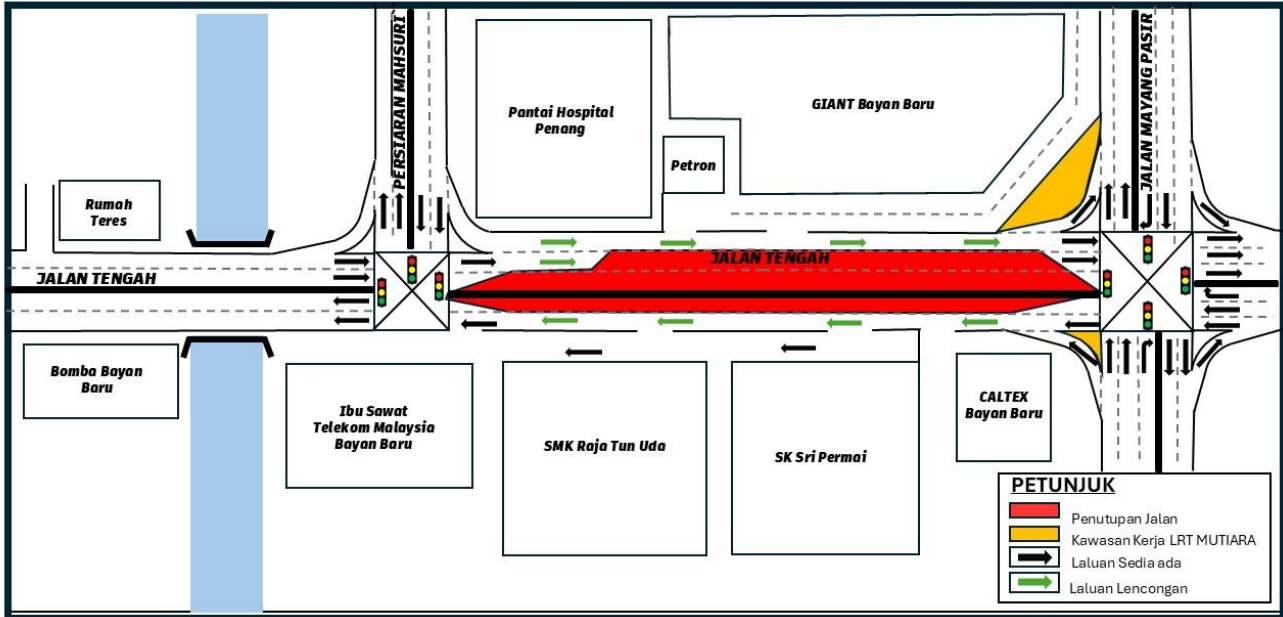 PERSIARAN MAHSURI
Pantai Hospital
Penang
GIANT Bayan Baru
JALAN MAYANG PASIR
Petron
Rumah
Teres
JALAN TENGAH
JALAN TENGAH
Bomba Bayan
Baru
Ibu Sawat
Telekom Malaysia
Bayan Baru
SMK Raja Tun Uda
SK Sri Permai
CALTEX
Bayan Baru
PETUNJUK
Penutupan Jalan
Kawasan Kerja LRT MUTIARA
Laluan Sedia ada
Laluan Lencongan